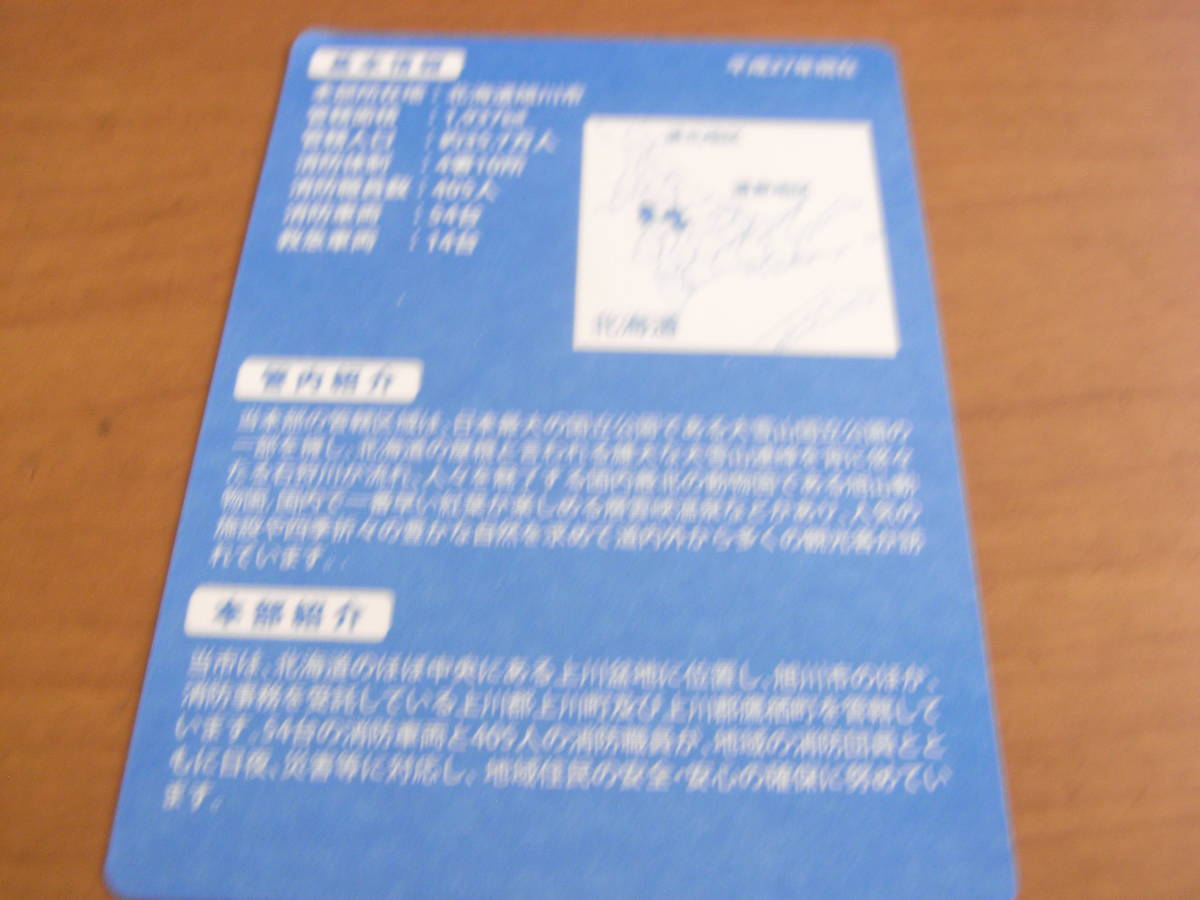 基本情報
平成27年現在
本部所在地：北海道旭川市
管轄面積：
管轄人口：約35.7万人
消防体制：4署10所
消防職員数：405人
消防車両：54台
救急車両：14台
北海道
管内紹介
当本部の管轄区域は、日本最大の国立公園である大雪山国立公園の
一部を擁し、北海道の屋根と言われる雄大な大雪山連峰を背に悠々
たる石狩川が流れ、人々を魅了する国内最北の動物園である旭山動
物園、国内で一番早い紅葉が楽しめる層雲峡温泉などがあり、人気の
施設や四季折々の豊かな自然を求めて道内外から多くの観光客が訪
れています。
本部紹介
当市は、北海道のほぼ中央にある上川盆地に位置し、旭川市のほか、
消防事務を受託している上川郡上川町及び上川郡鷹栖町を管轄して
います。54台の消防車両と405人の消防職員が、地域の消防団員とと
もに日夜、災害等に対応し、地域住民の安全・安心の確保に努めてい
ます。